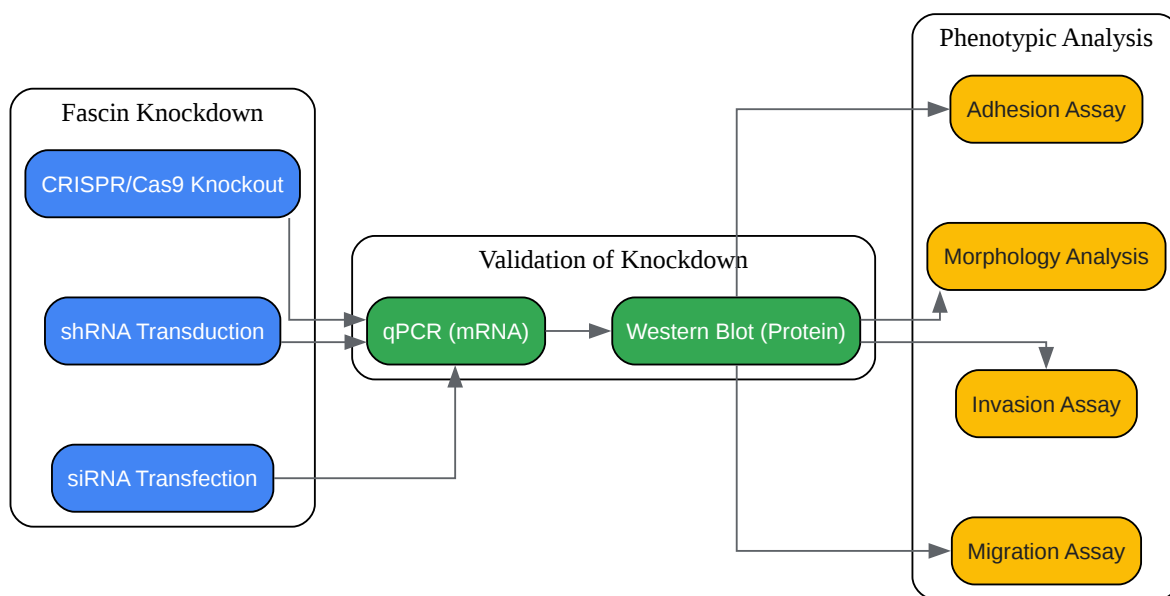 Fascin Knockdown
CRISPR/Cas9 Knockout
shRNA Transduction
siRNA Transfection
Validation of Knockdown
qPCR (mRNA)
Western Blot (Protein)
Phenotypic Analysis
Adhesion Assay
Morphology Analysis
Invasion Assay
Migration Assay